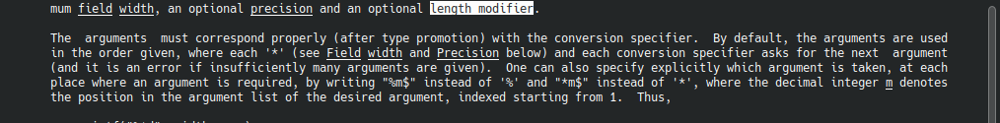 mum field width, an optional precision and an optional length modifier.
The arguments must correspond properly (after type promotion) with the conversion specifier. By default, the arguments are used
in the order given, where each '*' (see Field width and Precision below) and each conversion specifier asks for the next argument
(and it is an error if insufficiently many arguments are given). One can also specify explicitly which argument is taken, at each
place where an argument is required, by writing "%m$" instead of '%' and "*m$" instead of '*', where the decimal integer m denotes
the position in the argument list of the desired argument, indexed starting from 1. Thus,